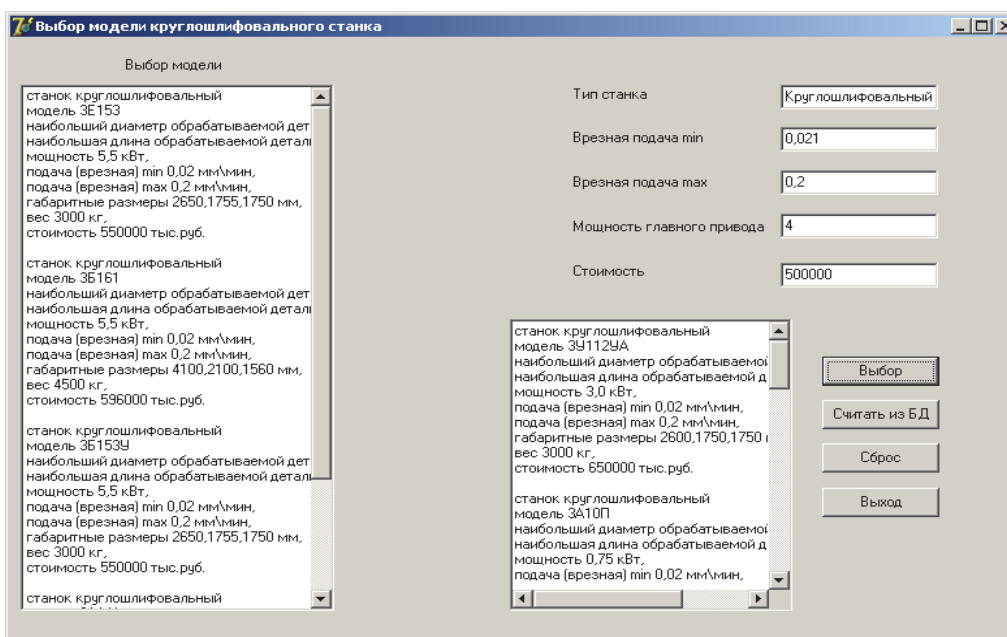 Выбор модели круглошлифовального станка
Выбор модели
станок круглошлифовальный
модель 3Е153
наибольший диаметр обрабатываемой дет
наибольшая длина обрабатываемой детали
мощность 5,5 кВт,
подача (врезная) min 0,02 мм\мин,
подача (врезная) max 0,2 мм\мин,
габаритные размеры 2650,1755,1750 мм,
вес 3000 кг,
стоимость 550000 тыс.руб.
станок круглошлифовальный
модель 3Б161
наибольший диаметр обрабатываемой дет
наибольшая длина обрабатываемой детали
мощность 5,5 кВт,
подача (врезная) min 0,02 мм\мин,
подача (врезная) max 0,2 мм\мин,
габаритные размеры 4100,2100,1560 мм,
вес 4500 кг,
стоимость 596000 тыс.руб.
станок круглошлифовальный
модель 3Б153У
наибольший диаметр обрабатываемой дет
наибольшая длина обрабатываемой детали
мощность 5,5 кВт,
подача (врезная) min 0,02 мм\мин,
подача (врезная) max 0,2 мм\мин,
габаритные размеры 2650,1755,1750 мм,
вес 3000 кг,
стоимость 550000 тыс.руб.
станок круглошлифовальный
Тип станка
Круглошлифовальный
Врезная подача min
0,021
Врезная подача max
0,2
Мощность главного привода
4
Стоимость
500000
станок круглошлифовальный
модель 3У112УА
наибольший диаметр обрабатываемой
наибольшая длина обрабатываемой д
мощность 3,0 кВт,
подача (врезная) min 0,02 мм\мин,
подача (врезная) max 0,2 мм\мин,
габаритные размеры 2600,1750,1750 м
вес 3000 кг,
стоимость 650000 тыс.руб.
станок круглошлифовальный
модель 3А10П
наибольший диаметр обрабатываемой
наибольшая длина обрабатываемой д
мощность 0,75 кВт,
подача (врезная) min 0,02 мм\мин,
Выбор
Считать из БД
Сброс
Выход